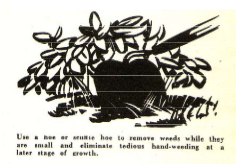 Use a hoe or scuffle hoe to remove weeds while they
are small and eliminate tedious hand-weeding at a
later stage of growth.